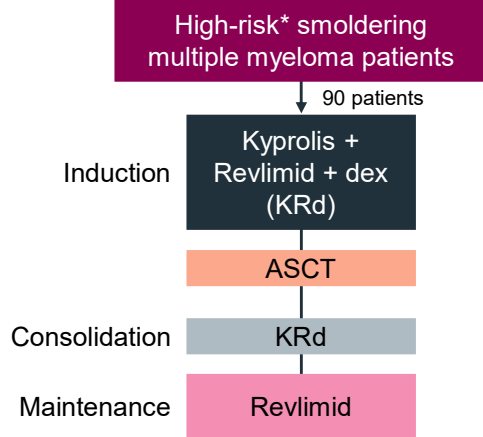 High-risk* smoldering
multiple myeloma patients
90 patients
Kyprolis +
Induction
Revlimid + dex
(KRd)
ASCT
Consolidation
KRd
Maintenance
Revlimid